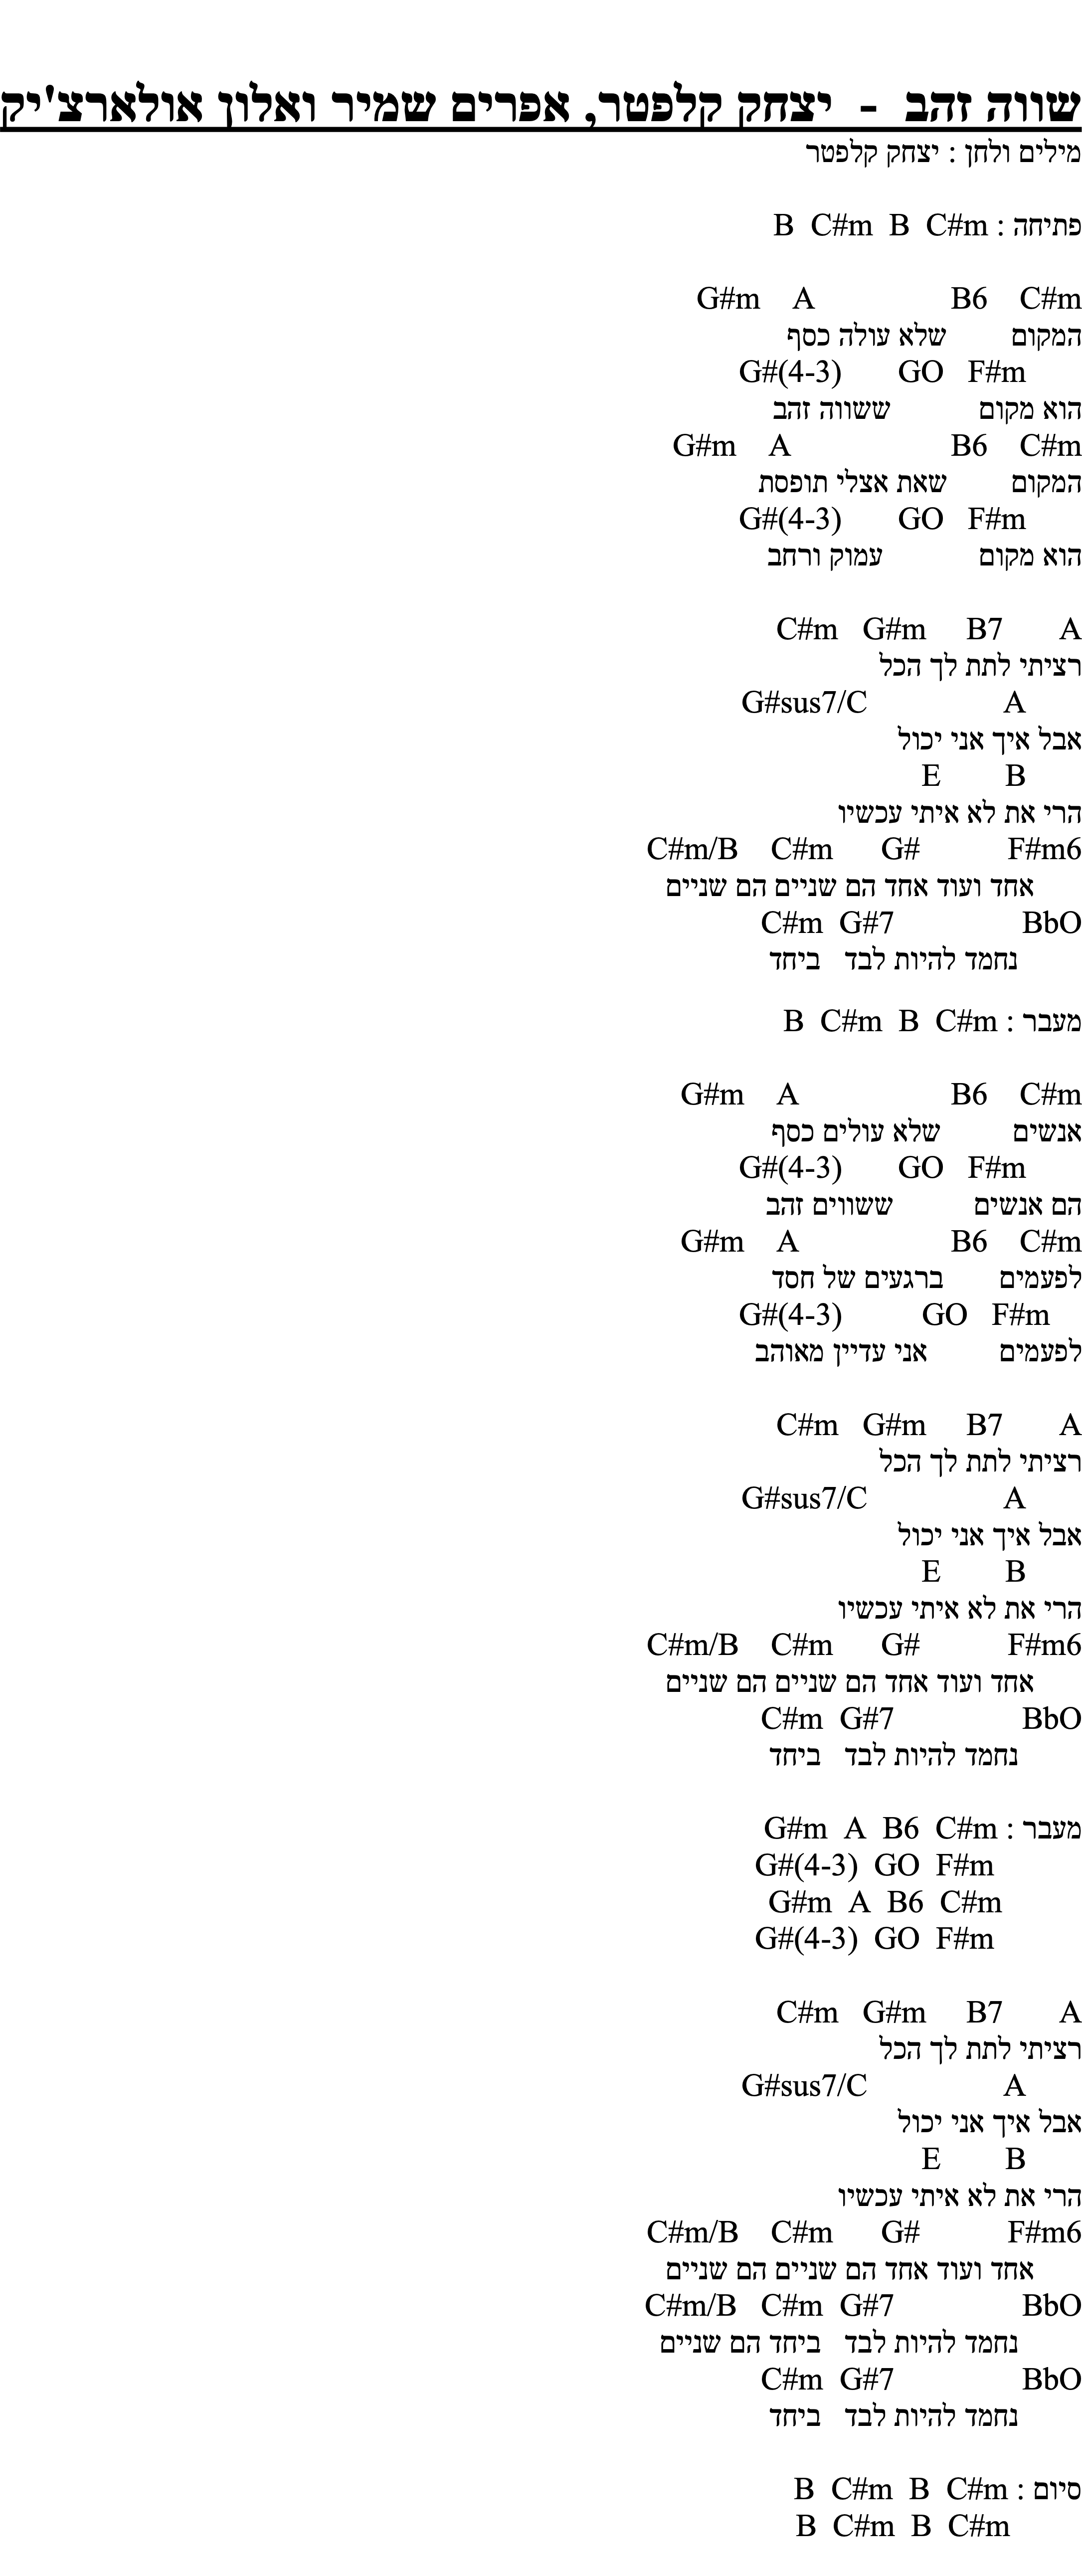 שווה זהב - יצחק קלפטר, אפרים שמיר ואלון אולארצ'יק
מילים ולחן : יצחק קלפטר
פתיחה : B C#m B C#m
G#m A B6 C#m
המקום שלא עולה כסף
G#(4-3) GO F#m
הוא מקום ששווה זהב
G#m A B6 C#m
המקום שאת אצלי תופסת
G#(4-3) GO F#m
הוא מקום עמוק ורחב
C#m G#m B7 A
רציתי לתת לך הכל
G#sus7/C A
אבל איך אני יכול
E B
הרי את לא איתי עכשיו
C#m/B C#m G# F#m6
אחד ועוד אחד הם שניים הם שניים
C#m G#7 BbO
נחמד להיות לבד ביחד
מעבר : B C#m B C#m
G#m A B6 C#m
אנשים שלא עולים כסף
G#(4-3) GO F#m
הם אנשים ששווים זהב
G#m A B6 C#m
לפעמים ברגעים של חסד
G#(4-3) GO F#m
לפעמים אני עדיין מאוהב
C#m G#m B7 A
רציתי לתת לך הכל
G#sus7/C A
אבל איך אני יכול
E B
הרי את לא איתי עכשיו
C#m/B C#m G# F#m6
אחד ועוד אחד הם שניים הם שניים
C#m G#7 BbO
נחמד להיות לבד ביחד
מעבר : G#m A B6 C#m
G#(4-3) GO F#m
G#m A B6 C#m
G#(4-3) GO F#m
C#m G#m B7 A
רציתי לתת לך הכל
G#sus7/C A
אבל איך אני יכול
E B
הרי את לא איתי עכשיו
C#m/B C#m G# F#m6
אחד ועוד אחד הם שניים הם שניים
C#m/B C#m G#7 BbO
נחמד להיות לבד ביחד הם שניים
C#m G#7 BbO
נחמד להיות לבד ביחד
סיום : B C#m B C#m
B C#m B C#m